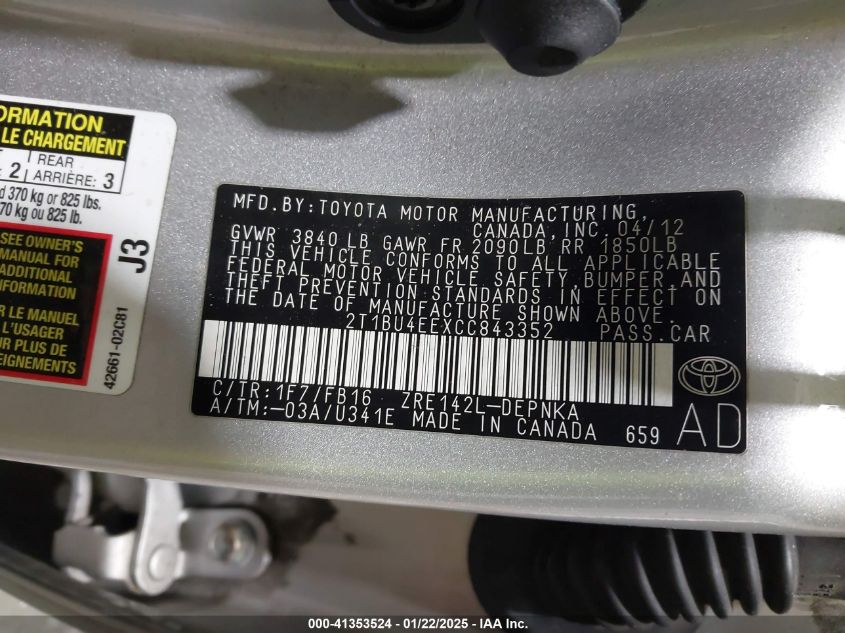 ORMATION
LE CHARGEMENT
2 REAR
ARRIÈRE: 3
d 370 kg or 825 lbs.
70 kg ou 825 lb.
SEE OWNER'S
MANUAL FOR
ADDITIONAL
INFORMATION
R LE MANUEL
L'USAGER
UR PLUS DE
EIGNEMENTS
J3
42661-02C81
MFD.BY:TOYOTA MOTOR MANUFACTURING,
CANADA,INC. 04/12
GVWR 3840 LB GAWR FR 2090LB RR 1850LB
THIS VEHICLE CONFORMS TO ALL APPLICABLE
FEDERAL MOTOR VEHICLE SAFETY,BUMPER,AND
THEFT PREVENTION STANDARDS IN EFFECT ON
THE DATE OF MANUFACTURE SHOWN ABOVE.
2T1BU4EEXCC843352 PASS.CAR
C/TR:1F7/FB16 ZRE142L-DEPNKA
A/TM:-03A/U341E MADE IN CANADA 659 AD
000-41353524 - 01/22/2025 - IAA Inc.